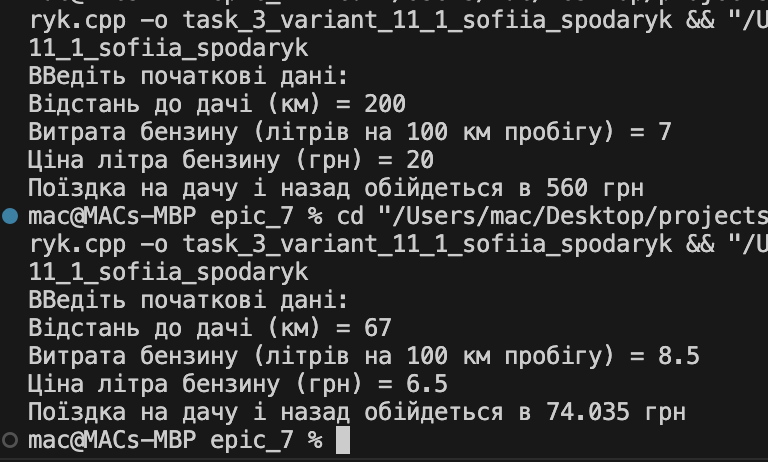 ryk.cpp -o task_3_variant_11_1_sofiia_spodaryk && "/U
11_1_sofiia_spodaryk
ВВедіть початкові дані:
Відстань до дачі (км) = 200
Витрата бензину (літрів на 100 км пробігу) = 7
Ціна літра бензину (грн) = 20
Поїздка на дачу і назад обійдеться в 560 грн
mac@MACs-MBP epic_7 % cd "/Users/mac/Desktop/projects
ryk.cpp -o task_3_variant_11_1_sofiia_spodaryk && "/U
11_1_sofiia_spodaryk
ВВедіть початкові дані:
Відстань до дачі (км) = 67
Витрата бензину (літрів на 100 км пробігу) = 8.5
Ціна літра бензину (грн) = 6.5
Поїздка на дачу і назад обійдеться в 74.035 грн
mac@MACs-MBP epic_7 %